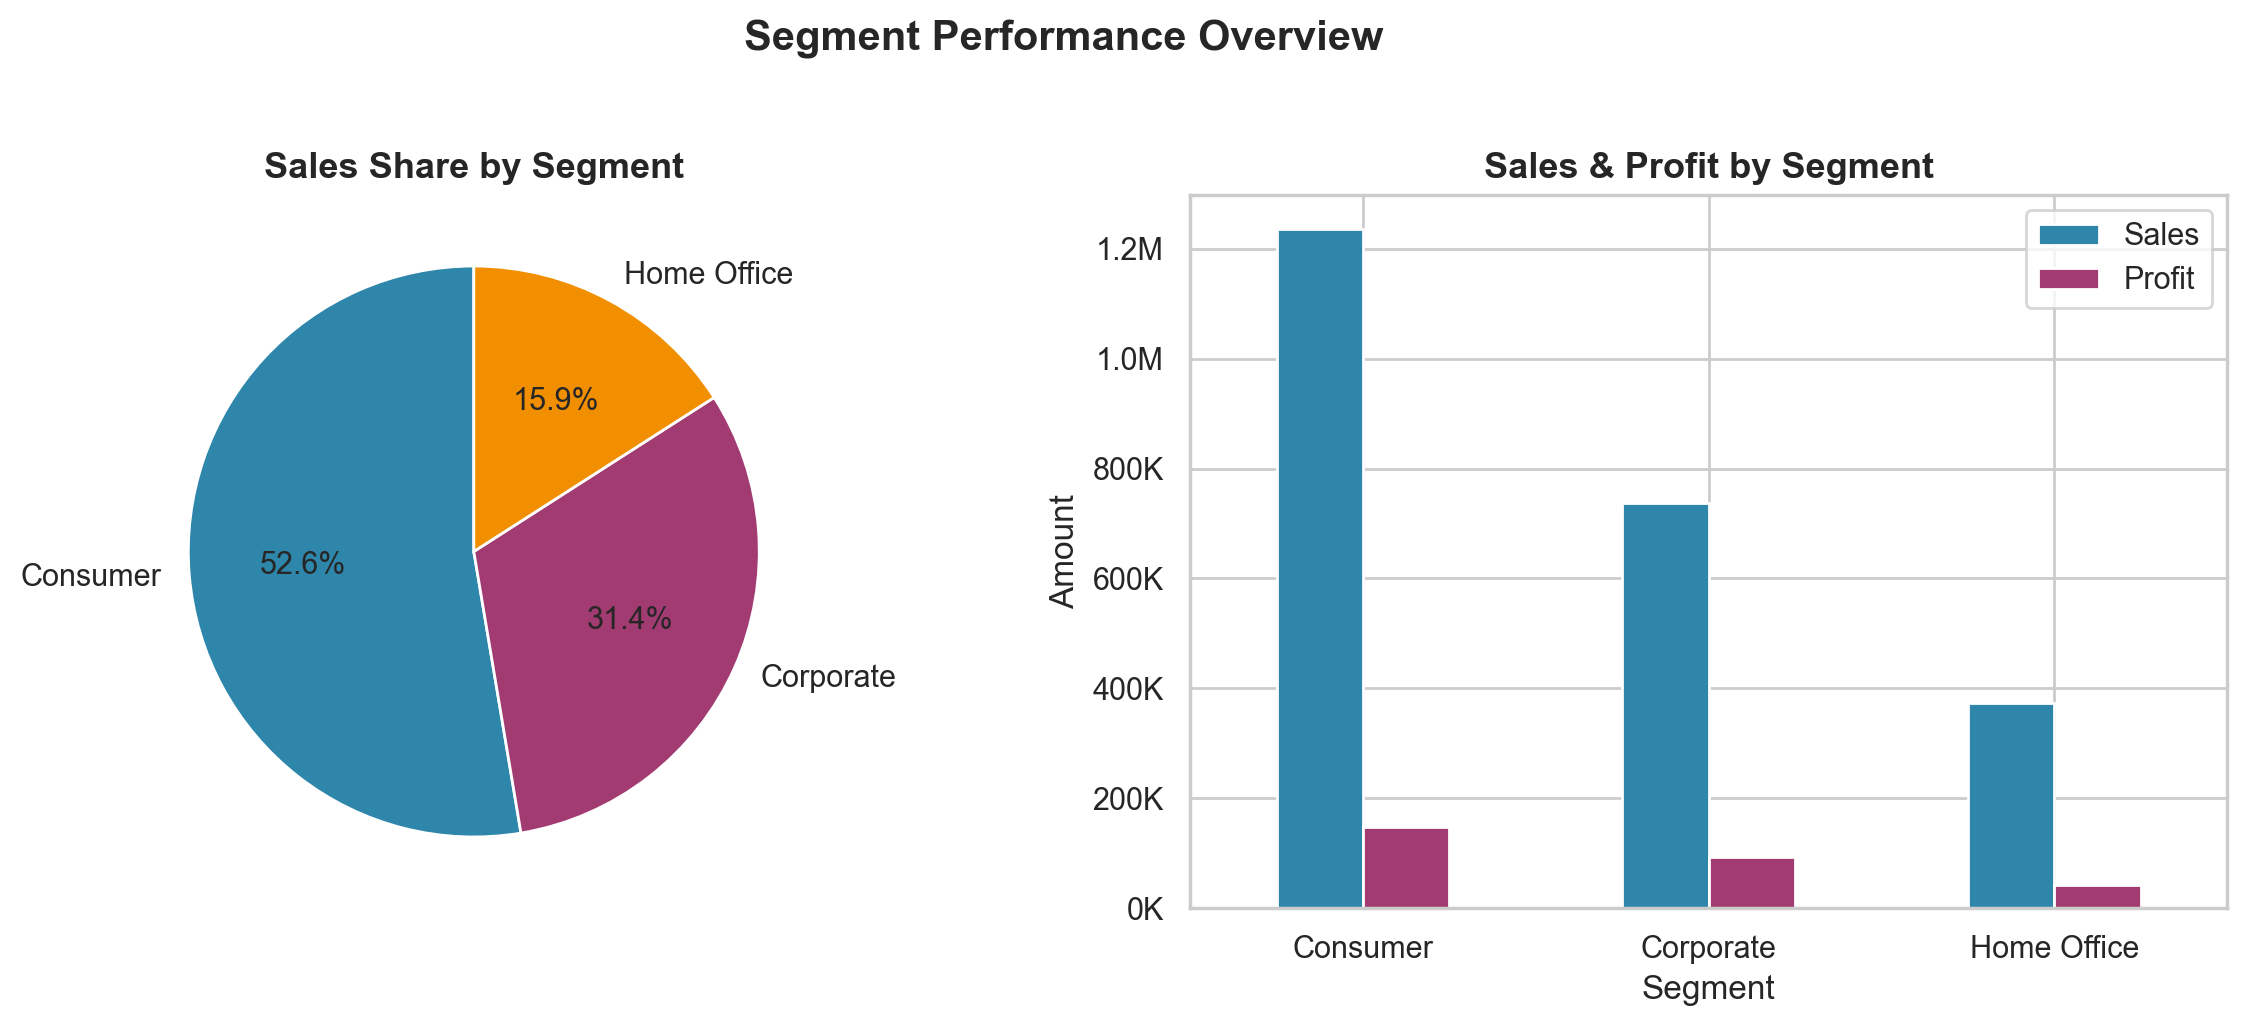 Segment Performance Overview
Sales Share by Segment
Home Office
15.9%
52.6%
Consumer
31.4%
Corporate
Sales & Profit by Segment
Sales
Profit
1.2M
1.0M
800K
600K
400K
200K
0K
Amount
Consumer
Corporate
Home Office
Segment